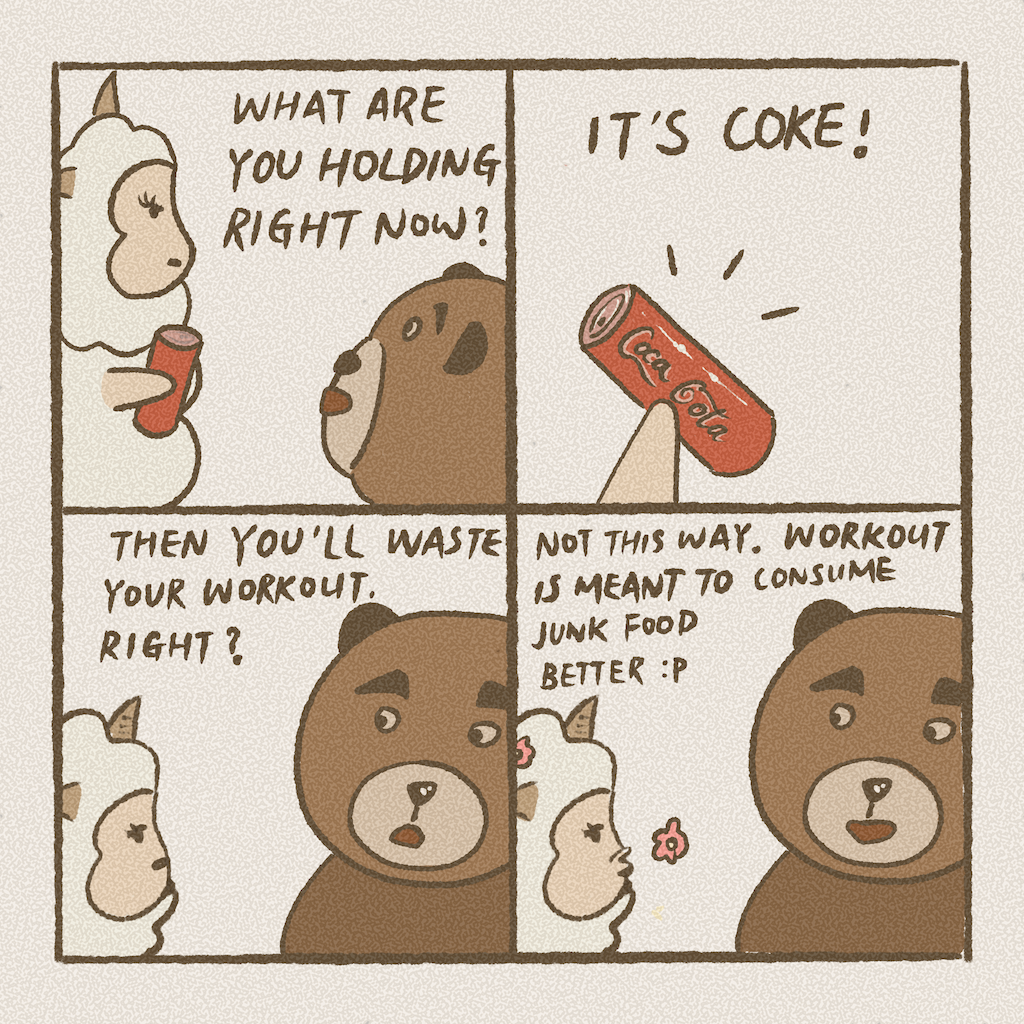 WHAT ARE
YOU HOLDING
RIGHT NOW?
IT'S COKE!
Coca Cola
THEN YOU'LL WASTE
YOUR WORKOUT.
RIGHT?
NOT THIS WAY. WORKOUT
IS MEANT TO CONSUME
JUNK FOOD
BETTER :P